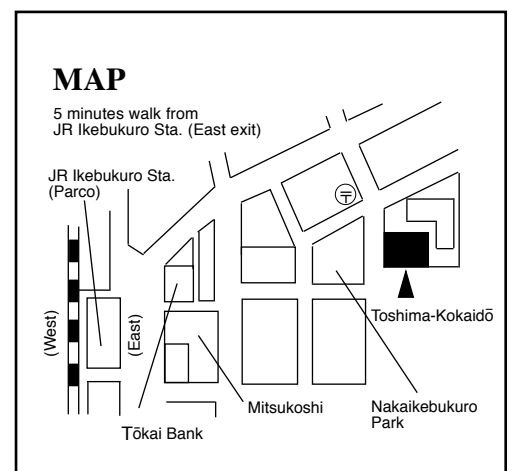 MAP
5 minutes walk from
JR Ikebukuro Sta. (East exit)
JR Ikebukuro Sta.
(Parco)
〒
(West)
(East)
Toshima-Kokaidō
Mitsukoshi
Nakaikebukuro
Park
Tōkai Bank